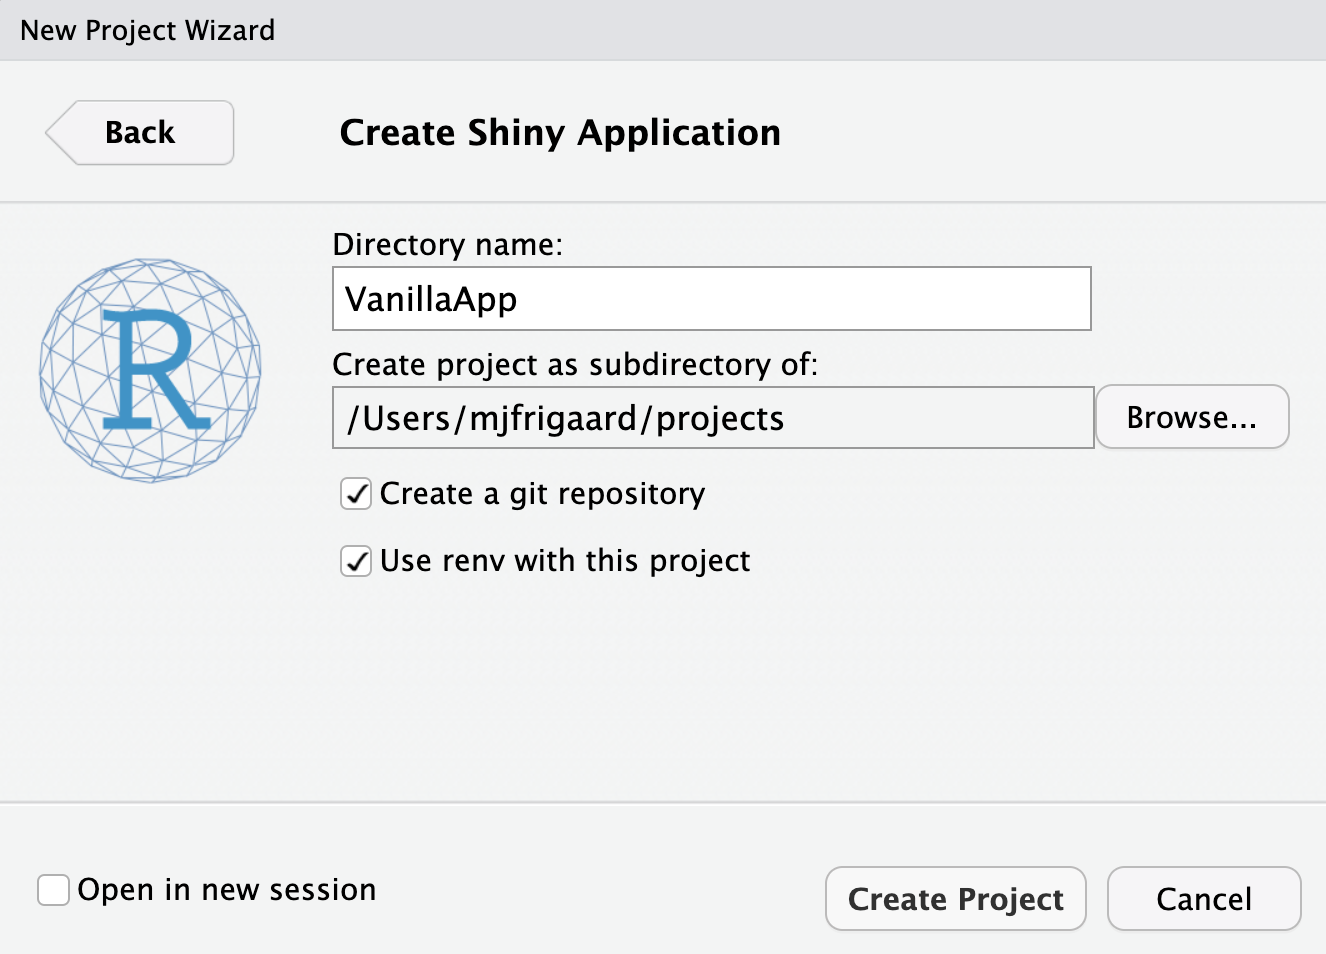 New Project Wizard
Back
Create Shiny Application
R
Directory name:
VanillaApp
Create project as subdirectory of:
/Users/mjfrigaard/projects
Browse...
Create a git repository
Use renv with this project
Open in new session
Create Project
Cancel